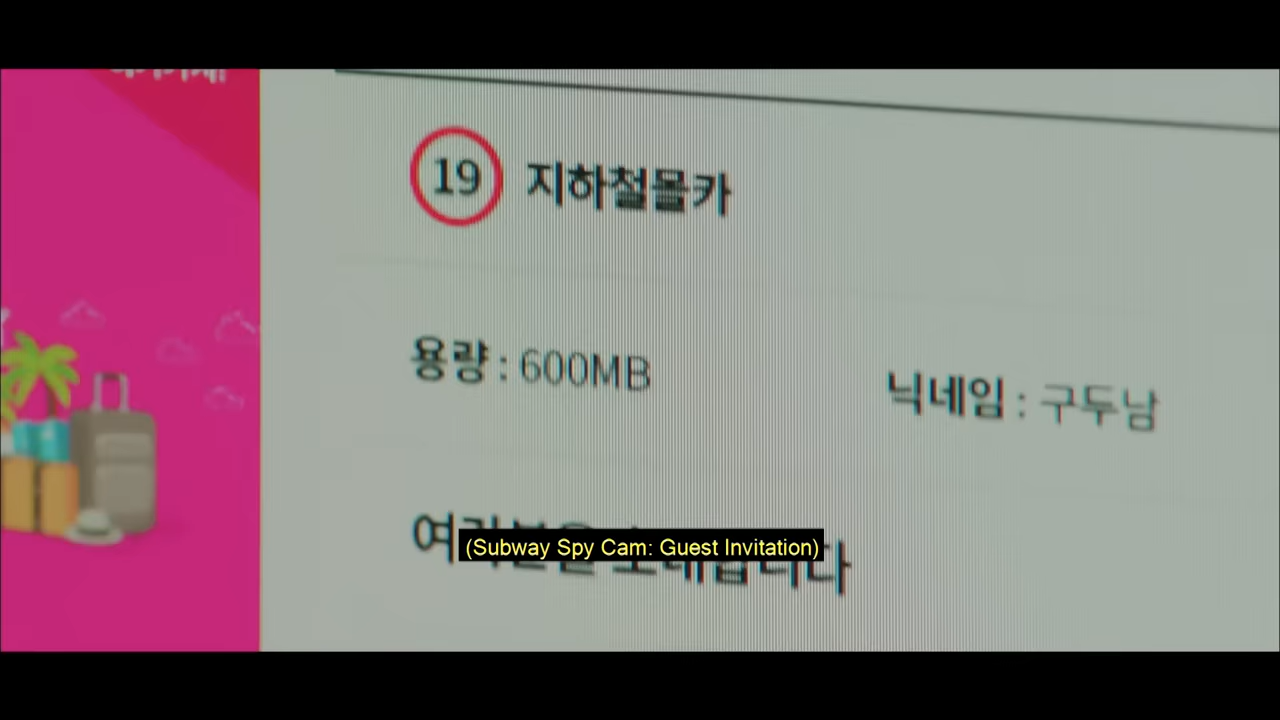 19 지하철몰카
용량 : 600MB
닉네임 : 구두남
(Subway Spy Cam: Guest Invitation)